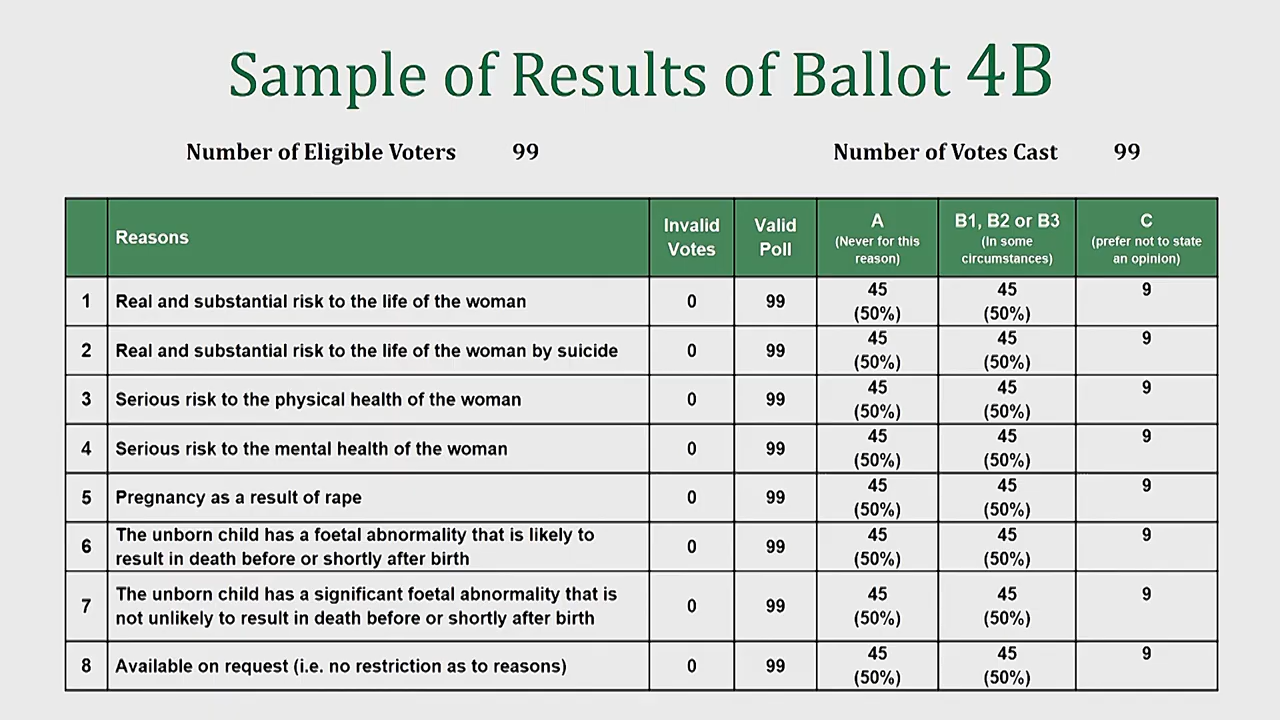 Sample of Results of Ballot 4B
Number of Eligible Voters 99 Number of Votes Cast 99
Reasons Invalid Votes Valid Poll A (Never for this reason) B1, B2 or B3 (In some circumstances) C (prefer not to state an opinion)
1 Real and substantial risk to the life of the woman 0 99 45 (50%) 45 (50%) 9
2 Real and substantial risk to the life of the woman by suicide 0 99 45 (50%) 45 (50%) 9
3 Serious risk to the physical health of the woman 0 99 45 (50%) 45 (50%) 9
4 Serious risk to the mental health of the woman 0 99 45 (50%) 45 (50%) 9
5 Pregnancy as a result of rape 0 99 45 (50%) 45 (50%) 9
6 The unborn child has a foetal abnormality that is likely to result in death before or shortly after birth 0 99 45 (50%) 45 (50%) 9
7 The unborn child has a significant foetal abnormality that is not unlikely to result in death before or shortly after birth 0 99 45 (50%) 45 (50%) 9
8 Available on request (i.e. no restriction as to reasons) 0 99 45 (50%) 45 (50%) 9